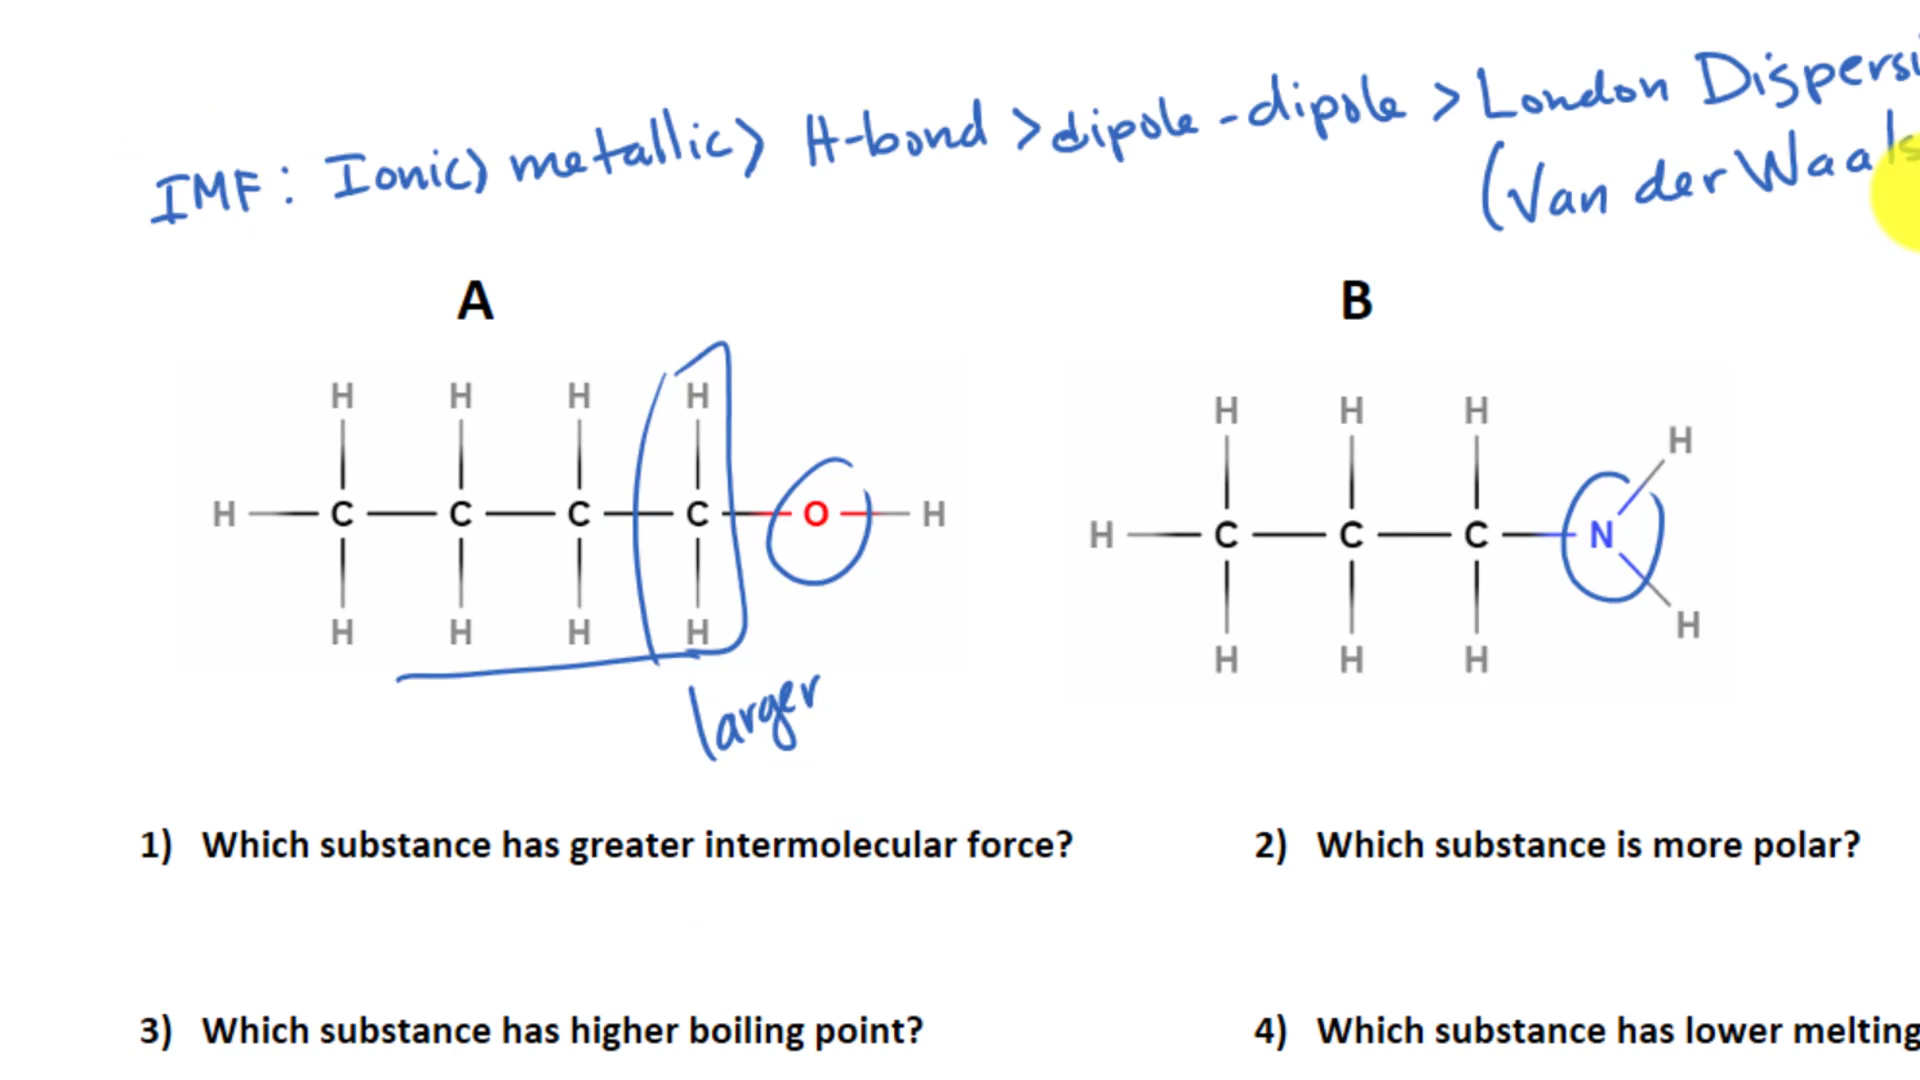 IMF: Ionic> metallic> H-bond > dipole-dipole > London Dispersi
(Van der Waals
A
B
H H H H
H C C C C O H
H H H H
larger
H H H H
H C C C N
H H H H
1) Which substance has greater intermolecular force?
2) Which substance is more polar?
3) Which substance has higher boiling point?
4) Which substance has lower melting